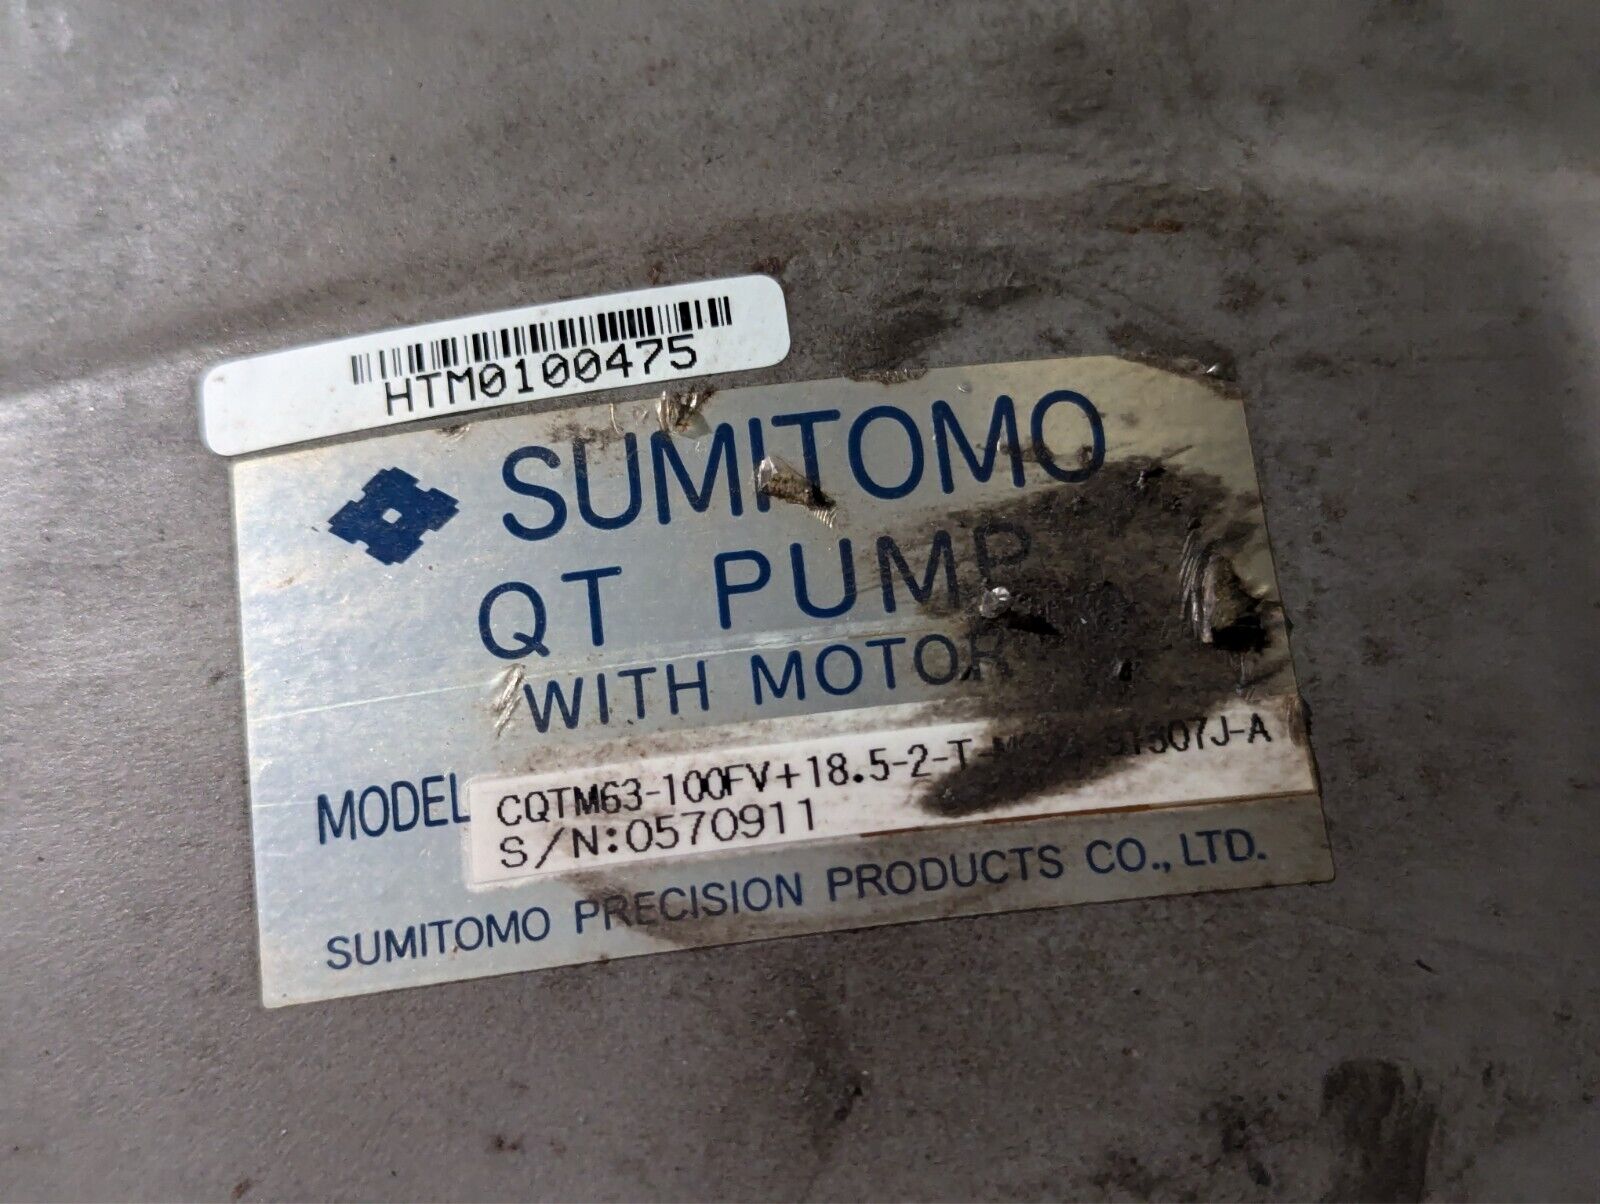 HTM0100475
SUMITOMO
QT PUMP
WITH MOTOR
MODEL CQTM63-100FV+18.5-2-T
S/N:0570911
SUMITOMO PRECISION PRODUCTS CO., LTD.